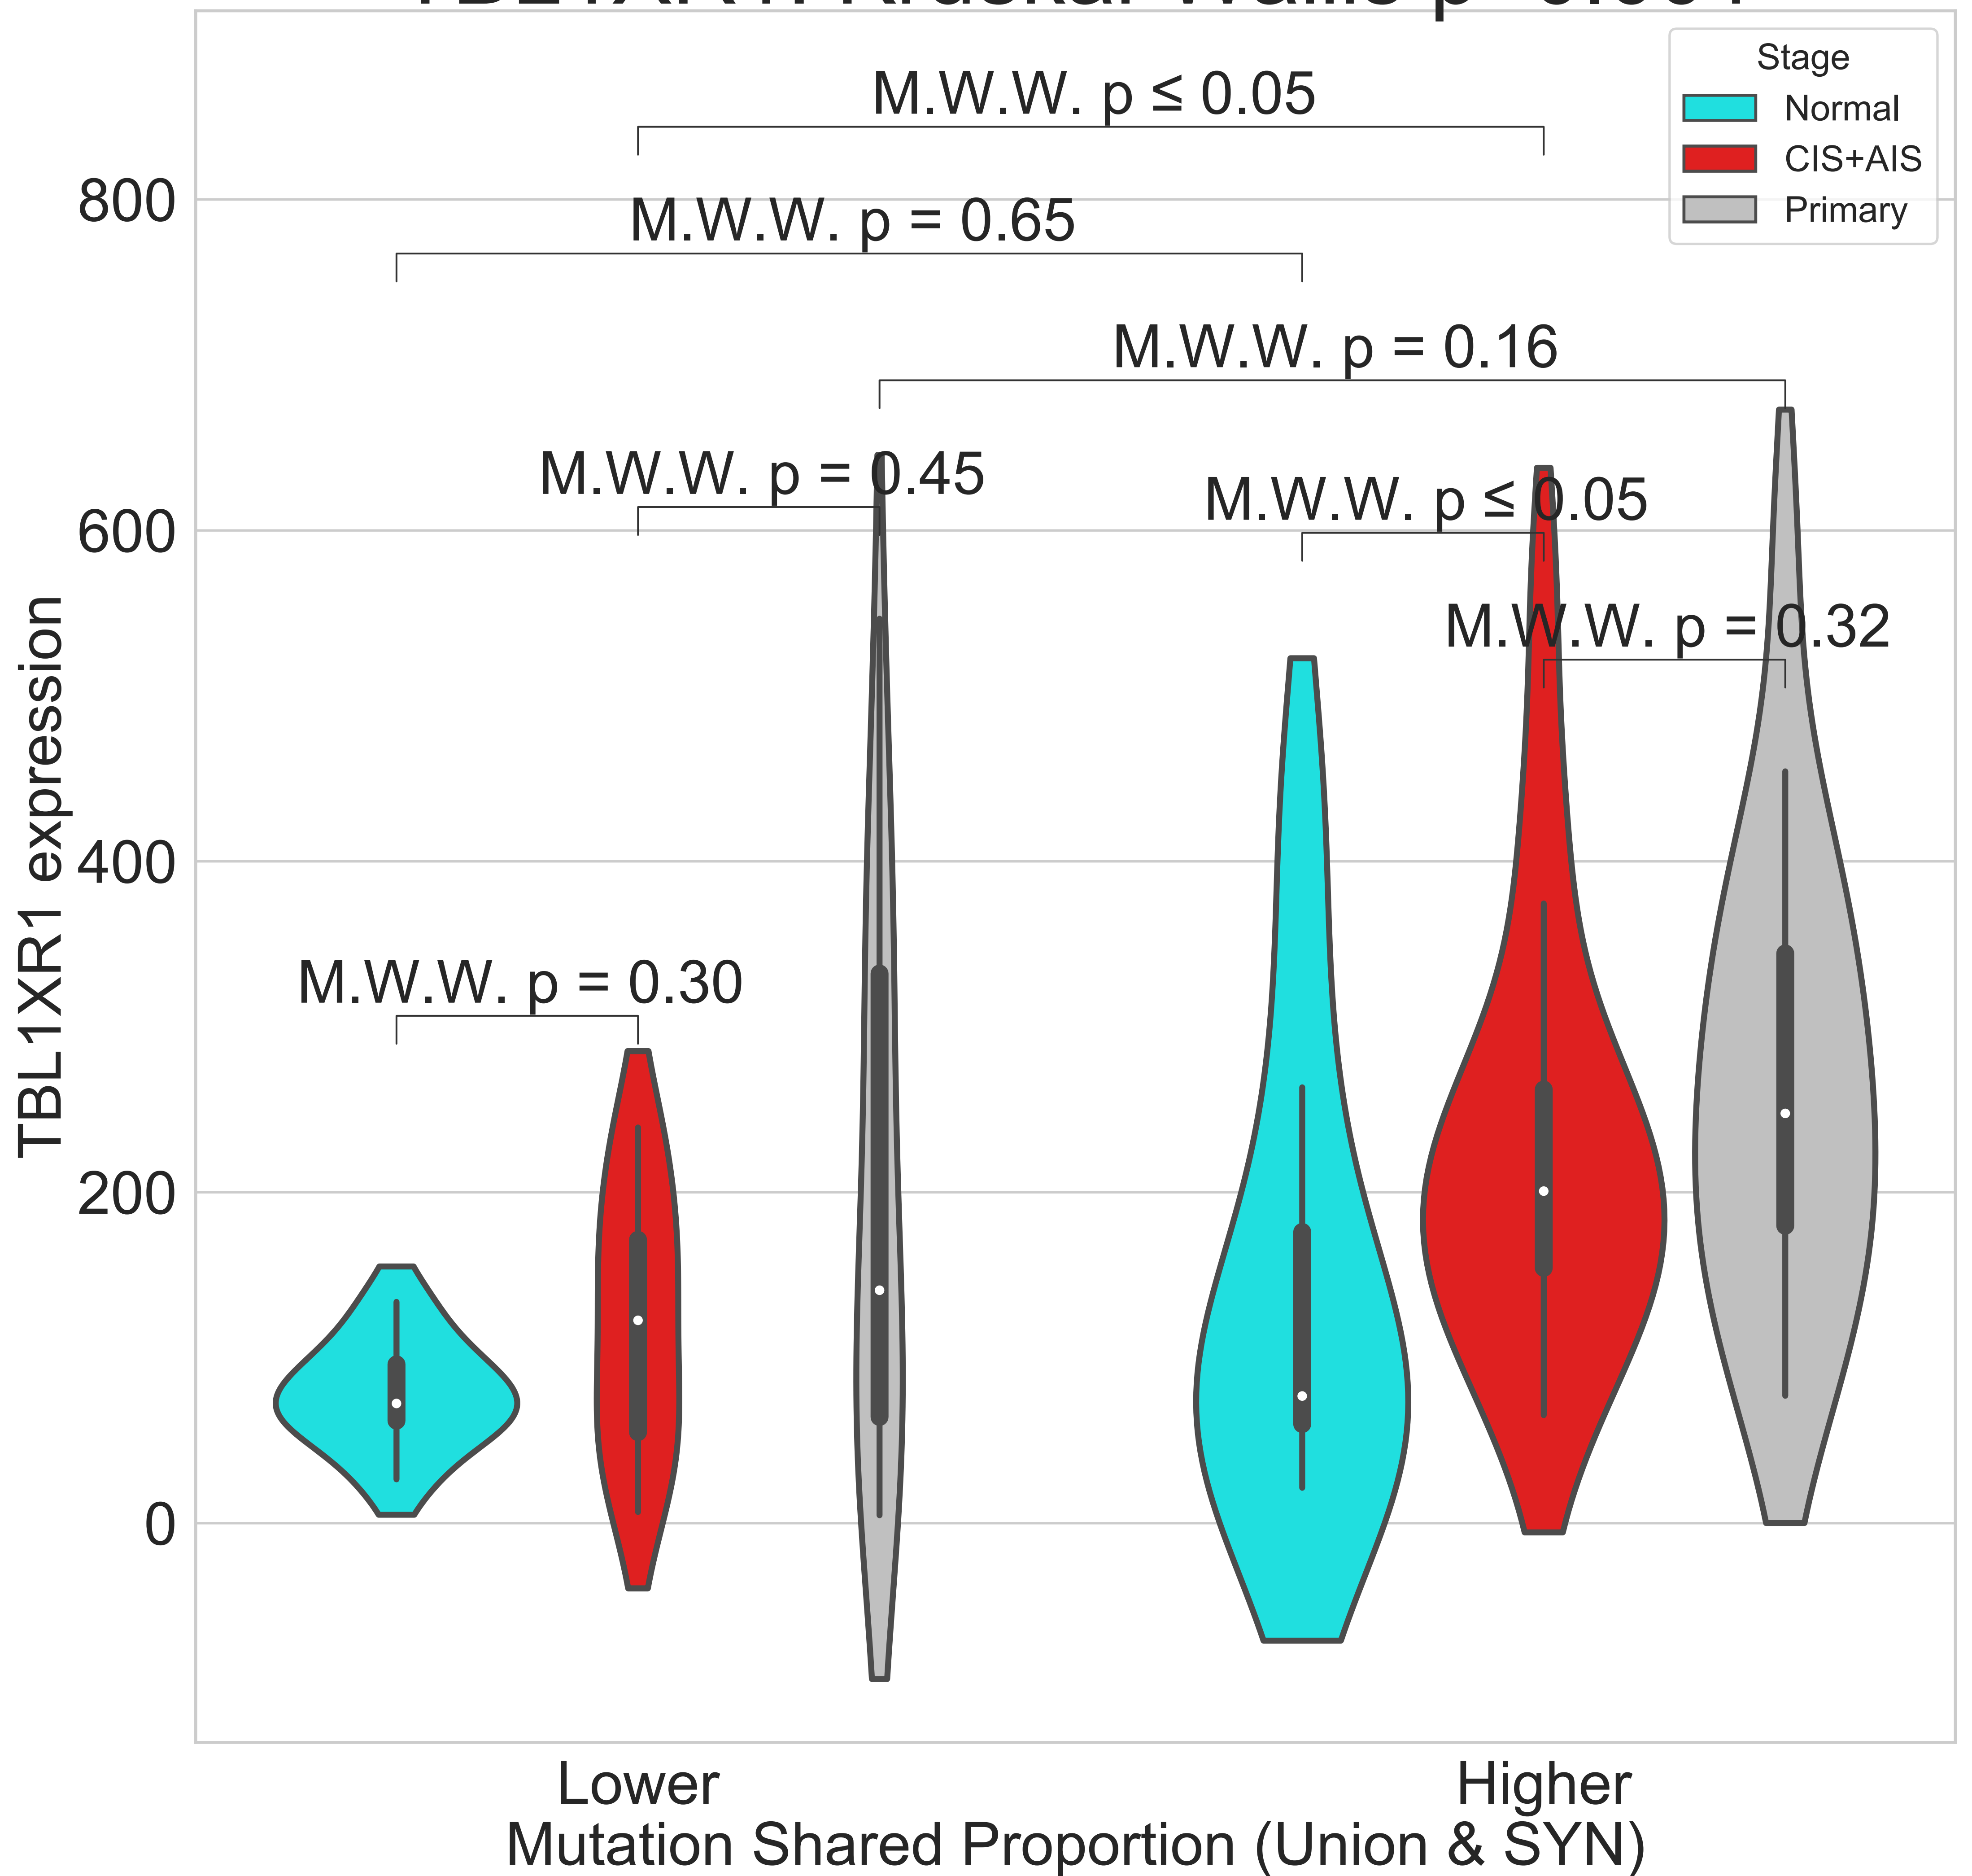 Stage
Normal
CIS+AIS
Primary
M.W.W. p ≤ 0.05
M.W.W. p = 0.65
M.W.W. p = 0.16
M.W.W. p = 0.45
M.W.W. p ≤ 0.05
M.W.W. p = 0.32
M.W.W. p = 0.30
800
600
400
200
0
TBL1XR1 expression
Lower
Higher
Mutation Shared Proportion (Union & SYN)